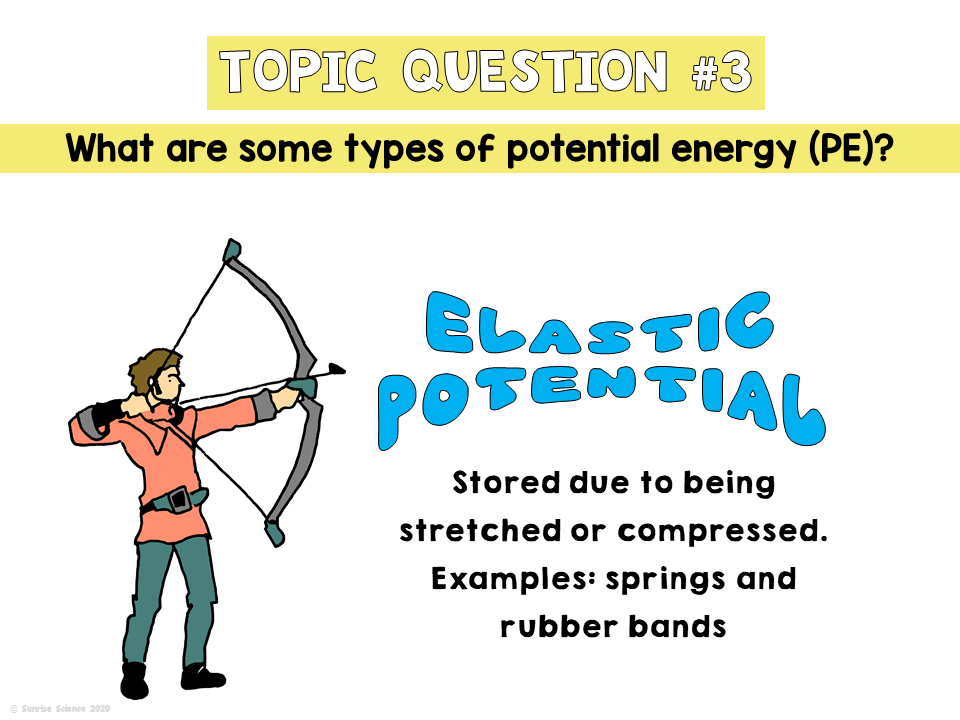 TOPIC QUESTION #3
What are some types of potential energy (PE)?
ELASTIC
POTENTIAL
Stored due to being
stretched or compressed.
Examples: springs and
rubber bands
© Sunrise Science 2020